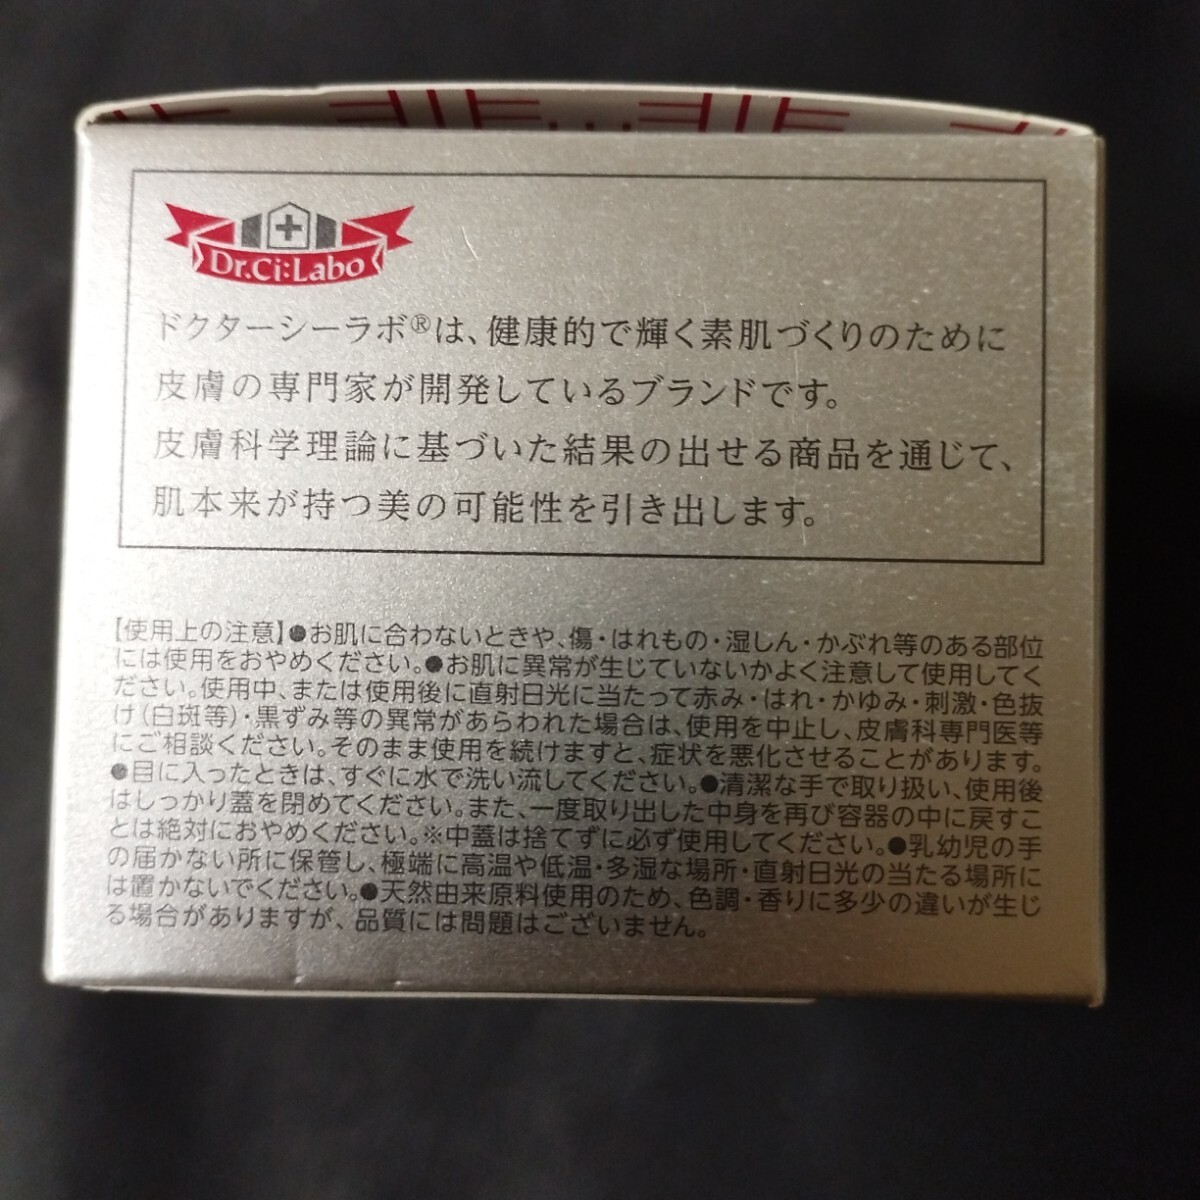 Dr.Ci:Labo
ドクターシーラボ®は、健康的で輝く素肌づくりのために
皮膚の専門家が開発しているブランドです。
皮膚科学理論に基づいた結果の出せる商品を通じて、
肌本来が持つ美の可能性を引き出します。
【使用上の注意】●お肌に合わないときや、傷・はれもの・湿しん・かぶれ等のある部位
には使用をおやめください。●お肌に異常が生じていないかよく注意して使用してく
ださい。使用中、または使用後に直射日光に当たって赤み・はれ・かゆみ・刺激・色抜
け(白斑等)・黒ずみ等の異常があらわれた場合は、使用を中止し、皮膚科専門医等
にご相談ください。そのまま使用を続けますと、症状を悪化させることがあります。
●目に入ったときは、すぐに水で洗い流してください。●清潔な手で取り扱い、使用後
はしっかり蓋を閉めてください。また、一度取り出した中身を再び容器の中に戻すこ
とは絶対におやめください。※中蓋は捨てずに必ず使用してください。●乳幼児の手
の届かない所に保管し、極端に高温や低温・多湿な場所・直射日光の当たる場所に
は置かないでください。●天然由来原料使用のため、色調・香りに多少の違いが生じ
る場合がありますが、品質には問題はございません。